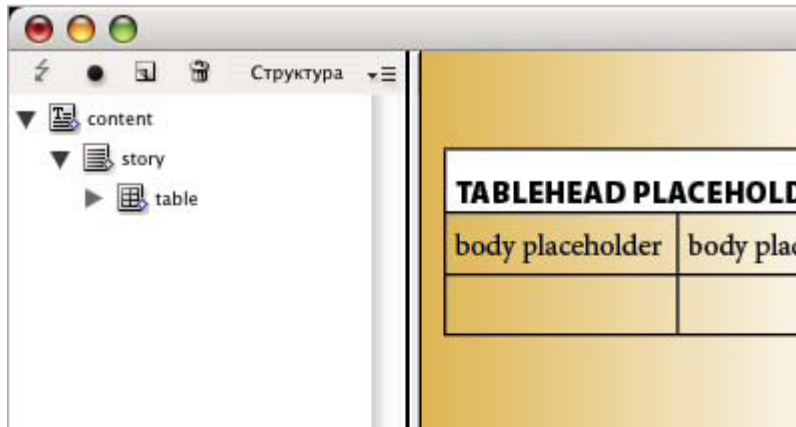 Структура
content
story
table
TABLEHEAD PLACEHOLD
body placeholder body plac